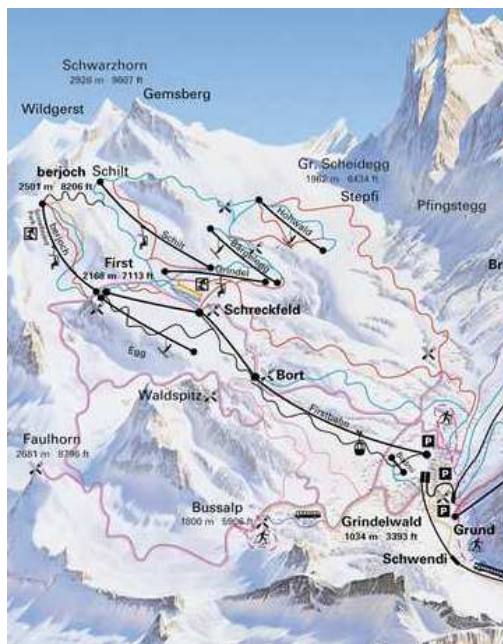 Schwarzhorn
2928 m 9607 ft
Gemsberg
Wildgerst
berjoch
2501 m 8206 ft
Schilt
Gr. Scheidegg
1962 m 6434 ft
Stepfi
Pfingstegg
Hohwald
Bärgelegg
Schilt
berjoch
Grindel
First
2168 m 7113 ft
Schreckfeld
Egg
Bort
Waldspitz
Firstbahn
Faulhorn
2681 m 8796 ft
Bussalp
1800 m 5906 ft
P
P
P
Grindelwald
1034 m 3393 ft
Grund
Schwendi
Br